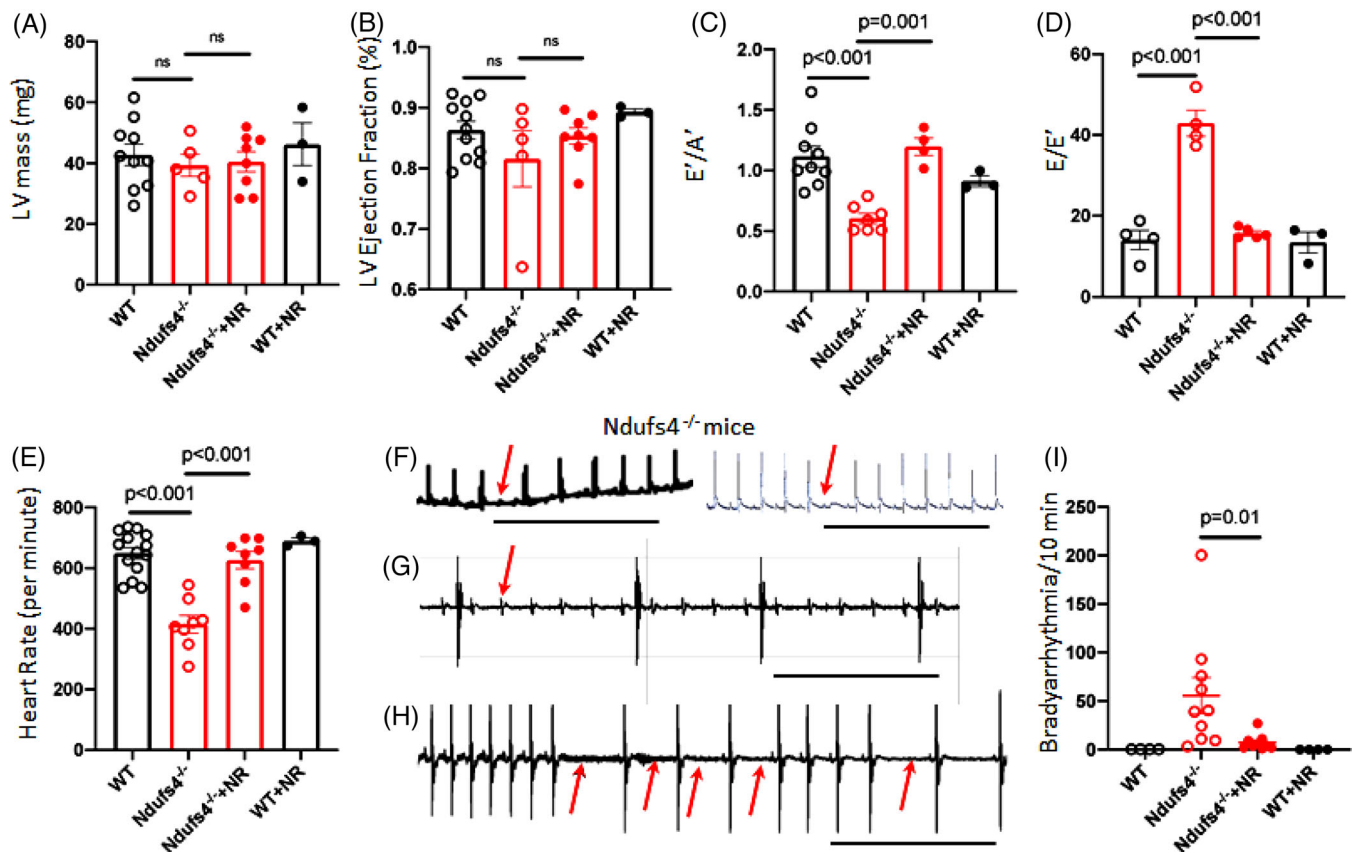 (A)
LV mass (mg)
80
60
40
20
0
ns
ns
WT
Ndufs4-/-
Ndufs4-/-+NR
WT+NR
(B)
LV Ejection Fraction (%)
1.0
0.9
0.8
0.7
0.6
ns
ns
WT
Ndufs4-/-
Ndufs4-/-+NR
WT+NR
(C)
E'/A'
2.0
1.5
1.0
0.5
0.0
p=0.001
p<0.001
WT
Ndufs4-/-
Ndufs4-/-+NR
WT+NR
(D)
E/E'
60
40
20
0
p<0.001
p<0.001
WT
Ndufs4-/-
Ndufs4-/-+NR
WT+NR
(E)
Heart Rate (per minute)
800
600
400
200
0
p<0.001
p<0.001
WT
Ndufs4-/-
Ndufs4-/-+NR
WT+NR
Ndufs4-/- mice
(F)
(G)
(H)
(I)
Bradyarrhythmia/10 min
250
200
150
100
50
0
p=0.01
WT
Ndufs4-/-
Ndufs4-/-+NR
WT+NR